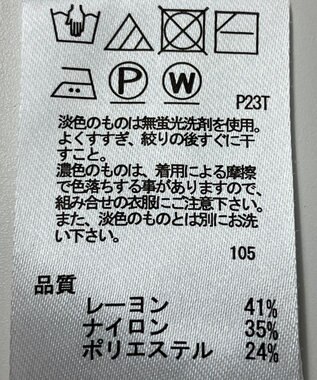 P
W
P23T
淡色のものは無蛍光洗剤を使用。
よくすすぎ、絞りの後すぐに干
すこと。
濃色のものは、着用による摩擦
で色落ちする事がありますので、
組み合せの衣服にご注意下さい。
また、淡色のものとは別にお洗
い下さい。
105
品質
レーヨン 41%
ナイロン 35%
ポリエステル 24%